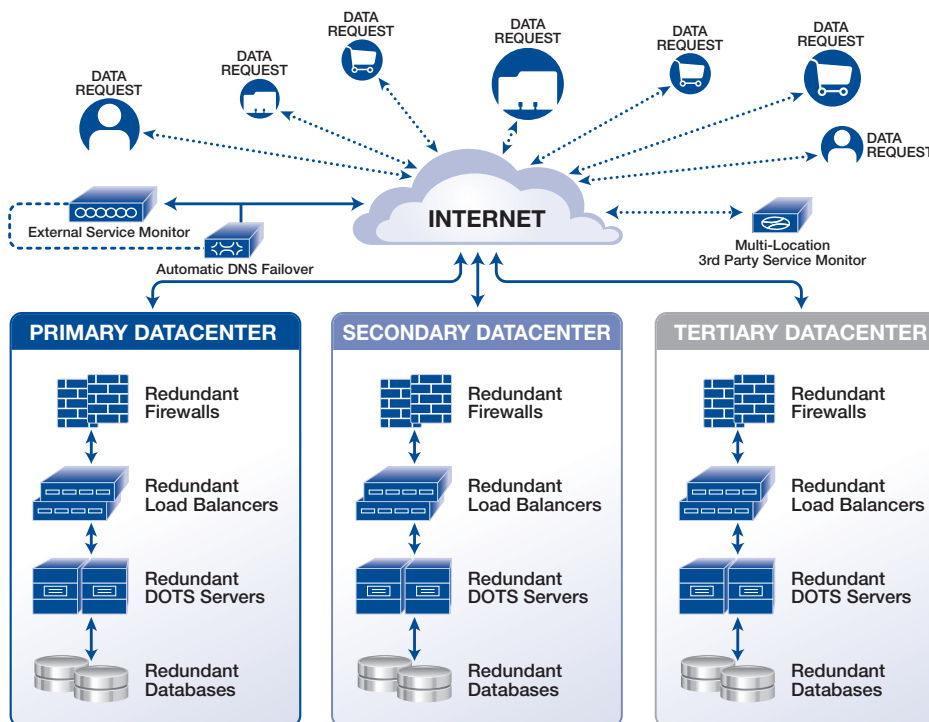 DATA
REQUEST
DATA
REQUEST
DATA
REQUEST
DATA
REQUEST
DATA
REQUEST
DATA
REQUEST
DATA
REQUEST
INTERNET
External Service Monitor
Automatic DNS Failover
Multi-Location
3rd Party Service Monitor
PRIMARY DATACENTER
Redundant
Firewalls
Redundant
Load Balancers
Redundant
DOTS Servers
Redundant
Databases
SECONDARY DATACENTER
Redundant
Firewalls
Redundant
Load Balancers
Redundant
DOTS Servers
Redundant
Databases
TERTIARY DATACENTER
Redundant
Firewalls
Redundant
Load Balancers
Redundant
DOTS Servers
Redundant
Databases